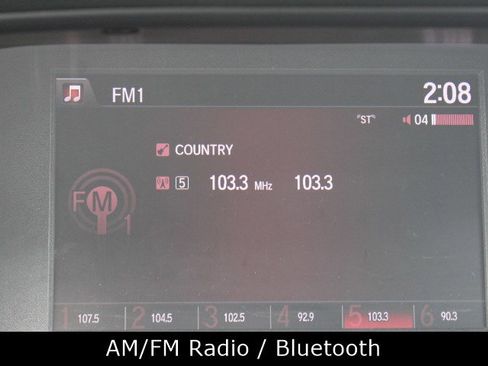 FM1 2:08
"ST" 04
COUNTRY
5 103.3 MHz 103.3
FM 1
1 107.5 2 104.5 3 102.5 4 92.9 5 103.3 6 90.3
AM/FM Radio / Bluetooth